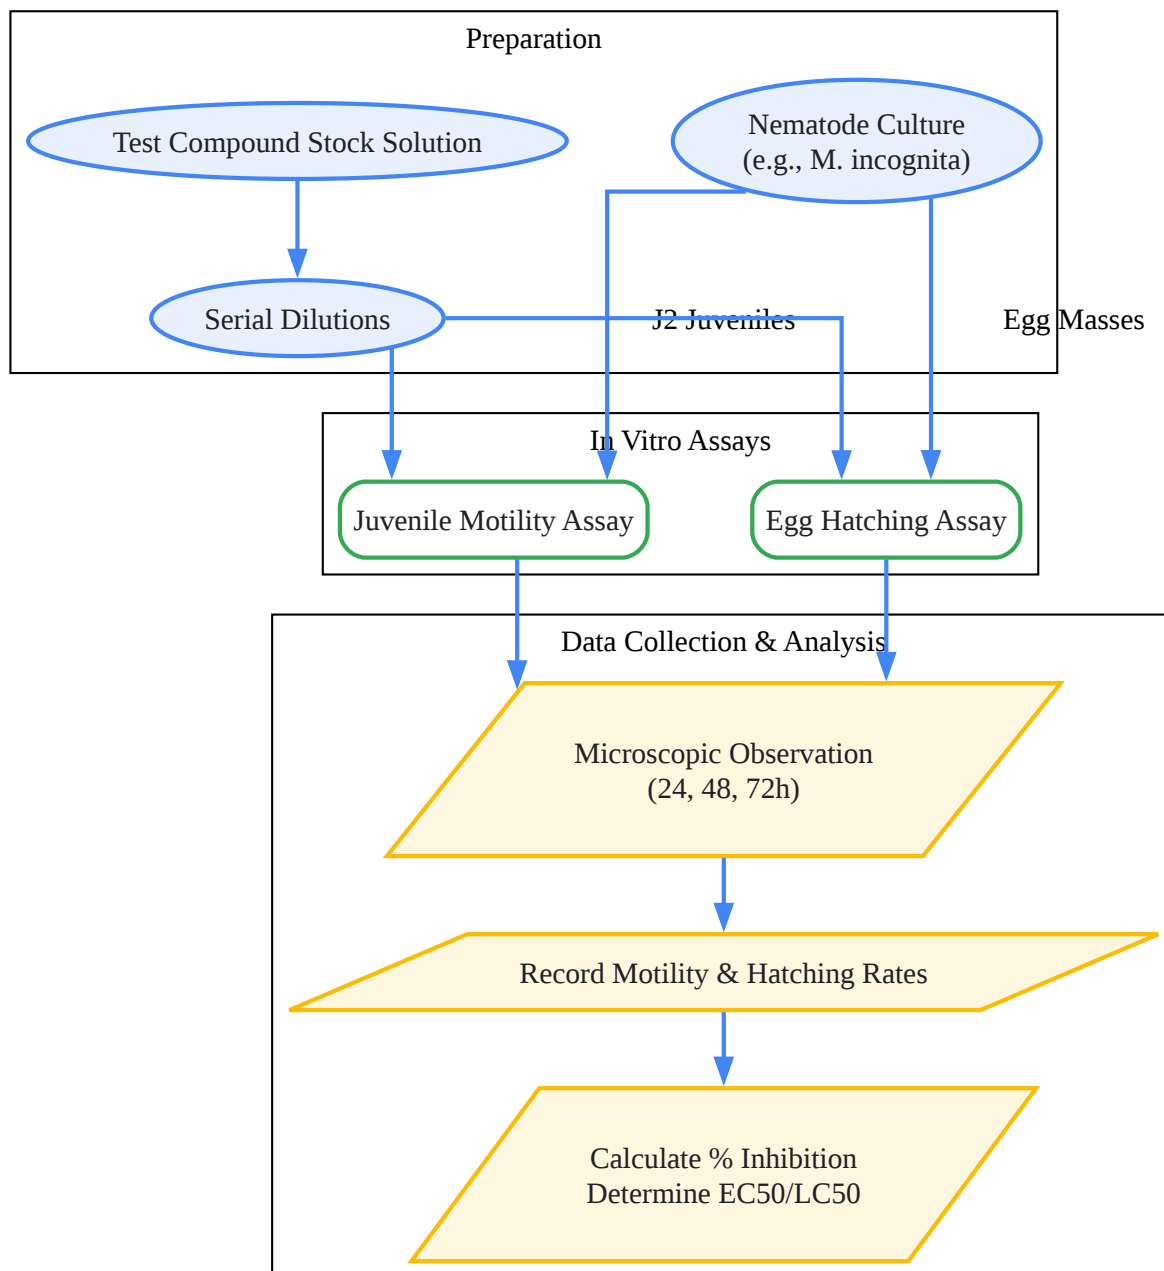 Preparation
Test Compound Stock Solution
Nematode Culture
(e.g., M. incognita)
Serial Dilutions
J2 Juveniles
Egg Masses
In Vitro Assays
Juvenile Motility Assay
Egg Hatching Assay
Data Collection & Analysis
Microscopic Observation
(24, 48, 72h)
Record Motility & Hatching Rates
Calculate % Inhibition
Determine EC50/LC50